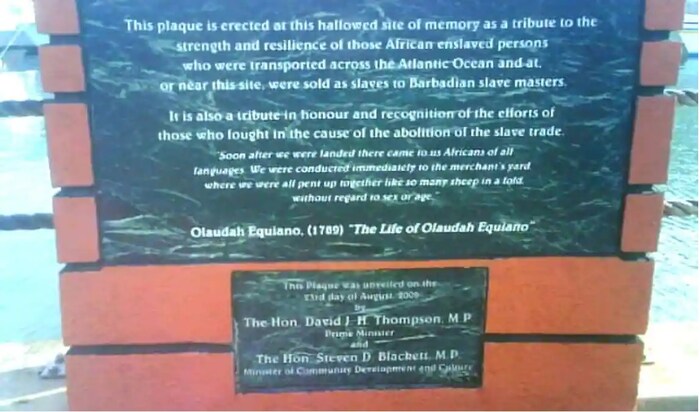 This plaque is erected at this hallowed site of memory as a tribute to the
strength and resilience of those African enslaved persons
who were transported across the Atlantic Ocean and at,
or near this site, were sold as slaves to Barbadian slave masters.
It is also a tribute in honour and recognition of the efforts of
those who fought in the cause of the abolition of the slave trade.
"Soon after we were landed there came to us Africans of all
languages. We were conducted immediately to the merchant's yard
where we were all pent up together like so many sheep in a fold,
without regard to sex or age."
Olaudah Equiano, (1789) "The Life of Olaudah Equiano"
This Plaque was unveiled on the
23rd day of August,
by
The Hon. David J. H. Thompson, M.P.
Prime Minister
and
The Hon. Steven D. Blackett, M.P.
Minister of Community Development and Culture